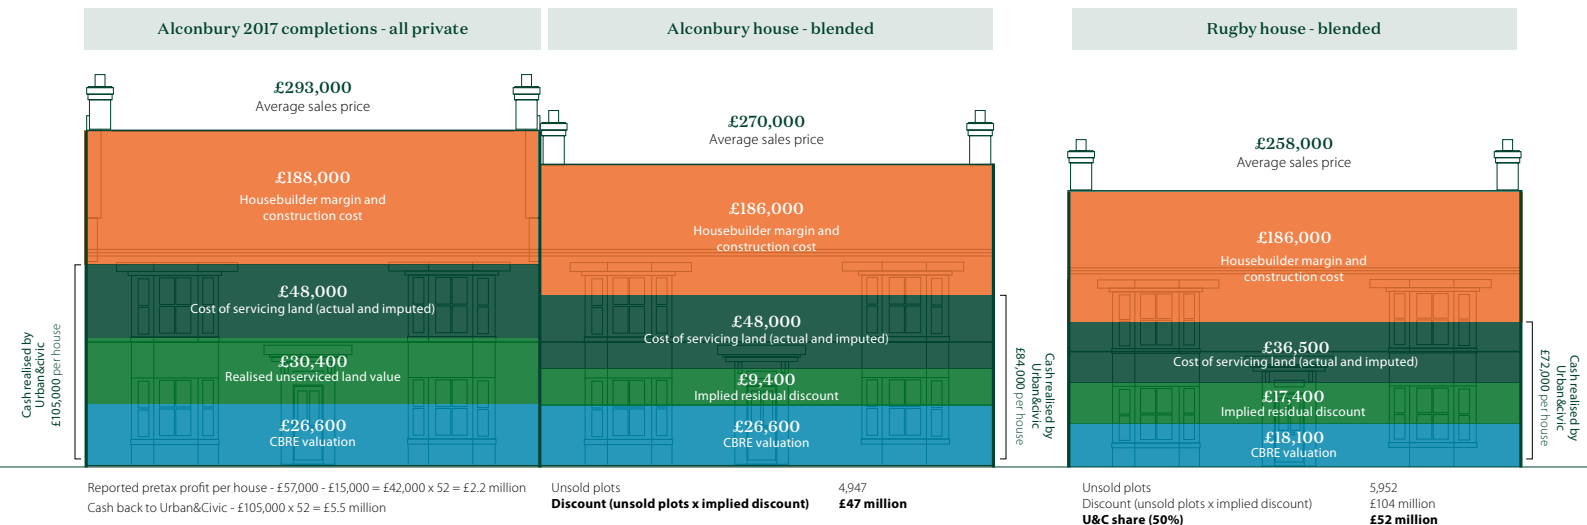 Alconbury 2017 completions - all private
£293,000
Average sales price
£188,000
Housebuilder margin and
construction cost
£48,000
Cost of servicing land (actual and imputed)
£30,400
Realised unserviced land value
£26,600
CBRE valuation
Cash realised by
Urban&civic
£105,000 per house
Reported pretax profit per house - £57,000 - £15,000 = £42,000 x 52 = £2.2 million
Cash back to Urban&Civic - £105,000 x 52 = £5.5 million
Alconbury house - blended
£270,000
Average sales price
£186,000
Housebuilder margin and
construction cost
£48,000
Cost of servicing land (actual and imputed)
£9,400
Implied residual discount
£26,600
CBRE valuation
Cash realised by
Urban&civic
£84,000 per house
Unsold plots 4,947
Discount (unsold plots x implied discount) £47 million
Rugby house - blended
£258,000
Average sales price
£186,000
Housebuilder margin and
construction cost
£36,500
Cost of servicing land (actual and imputed)
£17,400
Implied residual discount
£18,100
CBRE valuation
Cash realised by
Urban&civic
£72,000 per house
Unsold plots 5,952
Discount (unsold plots x implied discount) £104 million
U&C share (50%) £52 million